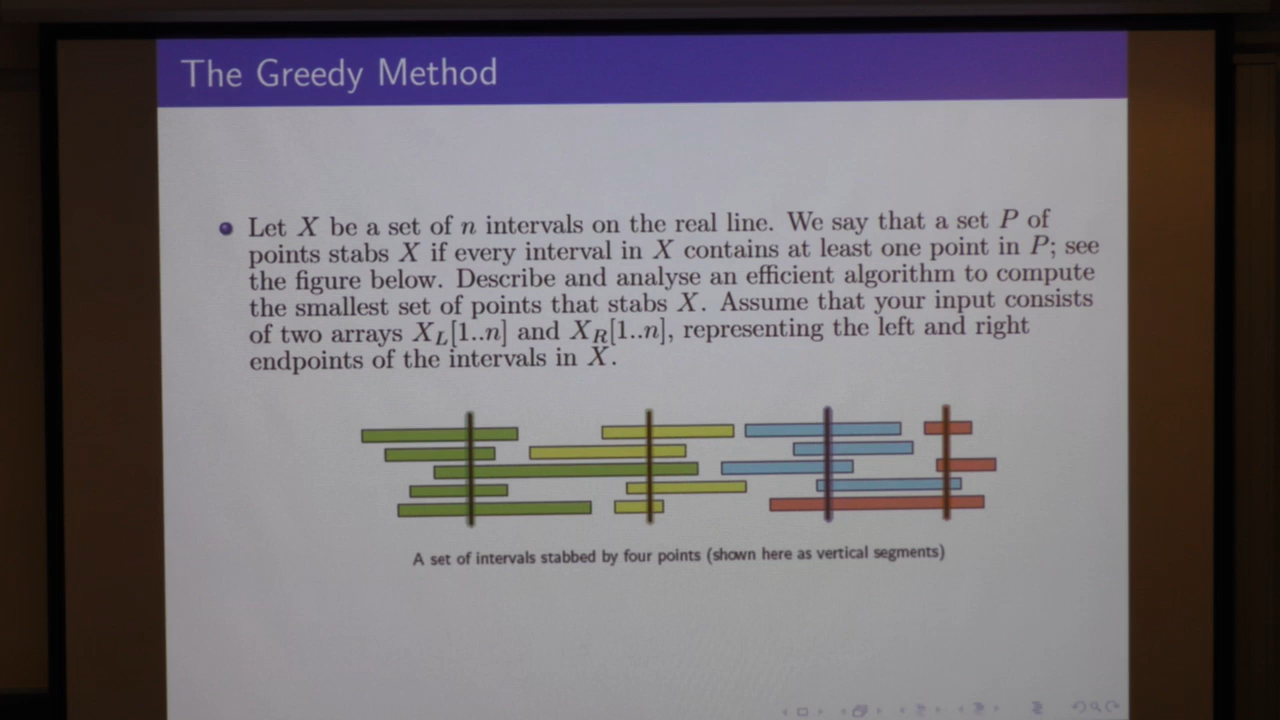 The Greedy Method
Let X be a set of n intervals on the real line. We say that a set P of
points stabs X if every interval in X contains at least one point in P; see
the figure below. Describe and analyse an efficient algorithm to compute
the smallest set of points that stabs X. Assume that your input consists
of two arrays X_L[1..n] and X_R[1..n], representing the left and right
endpoints of the intervals in X.
A set of intervals stabbed by four points (shown here as vertical segments)